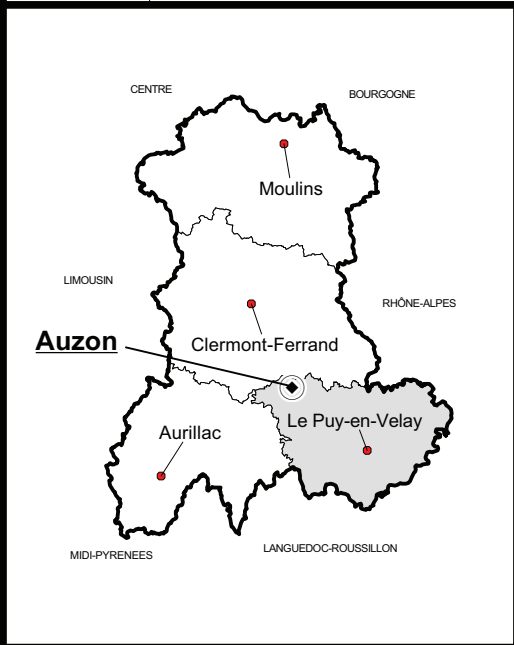 CENTRE
BOURGOGNE
Moulins
LIMOUSIN
RHÔNE-ALPES
Auzon
Clermont-Ferrand
Le Puy-en-Velay
Aurillac
MIDI-PYRENEES
LANGUEDOC-ROUSSILLON